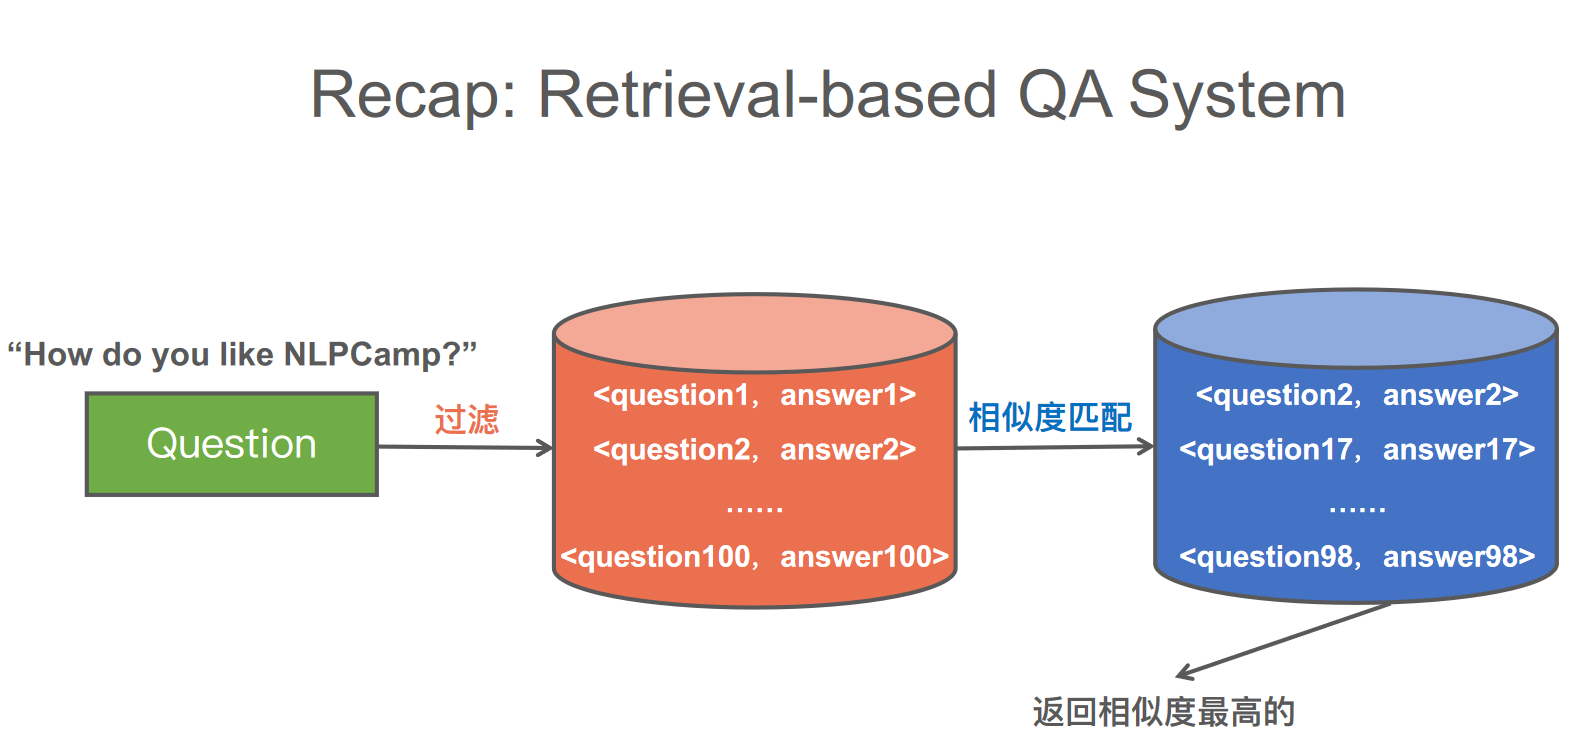 Recap: Retrieval-based QA System
“How do you like NLPCamp?”
Question
过滤
<question1，answer1>
<question2，answer2>
……
<question100，answer100>
相似度匹配
<question2，answer2>
<question17，answer17>
……
<question98，answer98>
返回相似度最高的